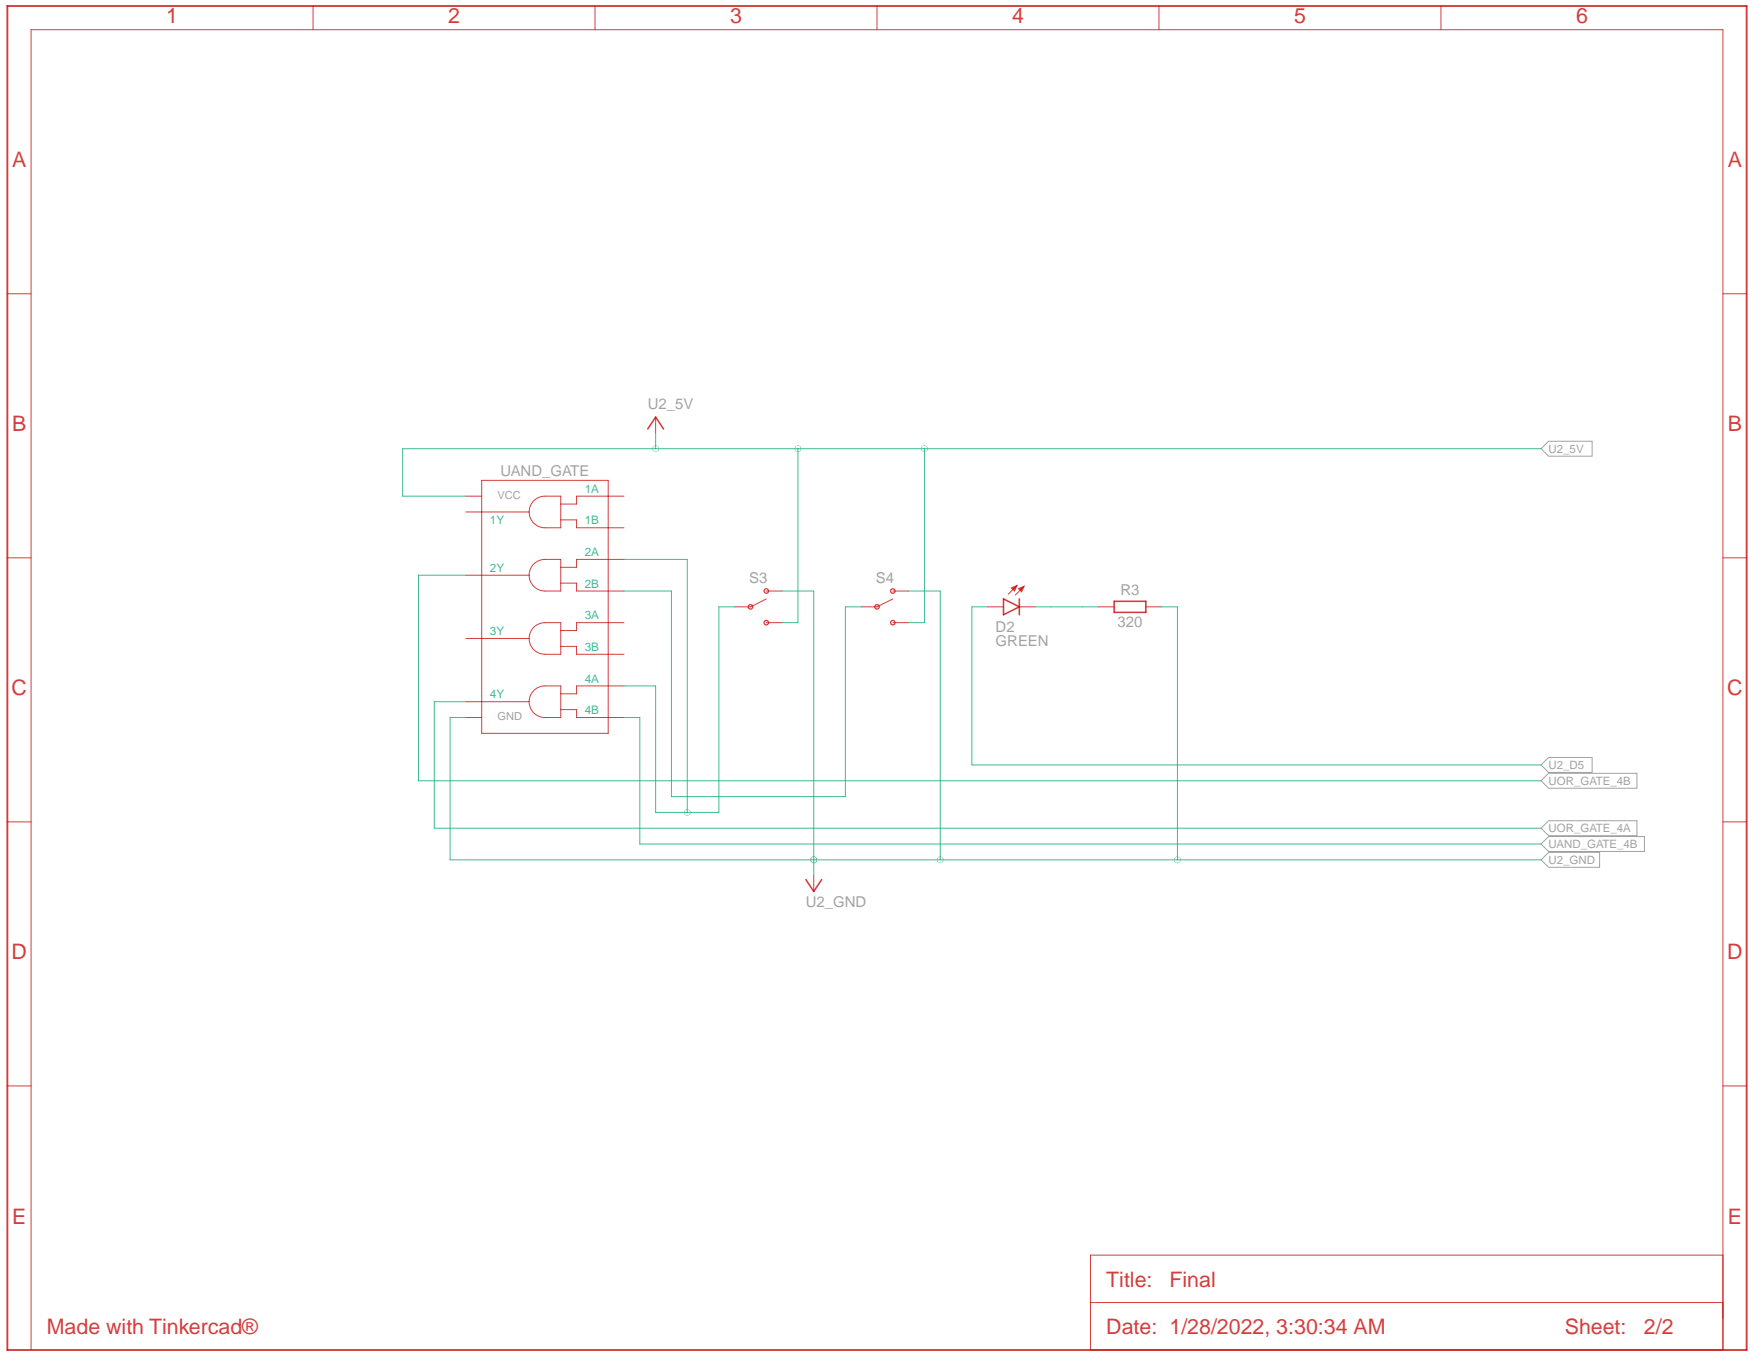 1 2 3 4 5 6
A A
U2_5V
B B
U2_5V
UAND_GATE
VCC 1A
1Y 1B
2A
2Y 2B
S3 S4 R3
3A
3Y 3B
D2 320
GREEN
4A
C C
4Y 4B
GND
U2_D5
UOR_GATE_4B
UOR_GATE_4A
UAND_GATE_4B
U2_GND
U2_GND
D D
E E
Title: Final
Made with Tinkercad®
Date: 1/28/2022, 3:30:34 AM Sheet: 2/2